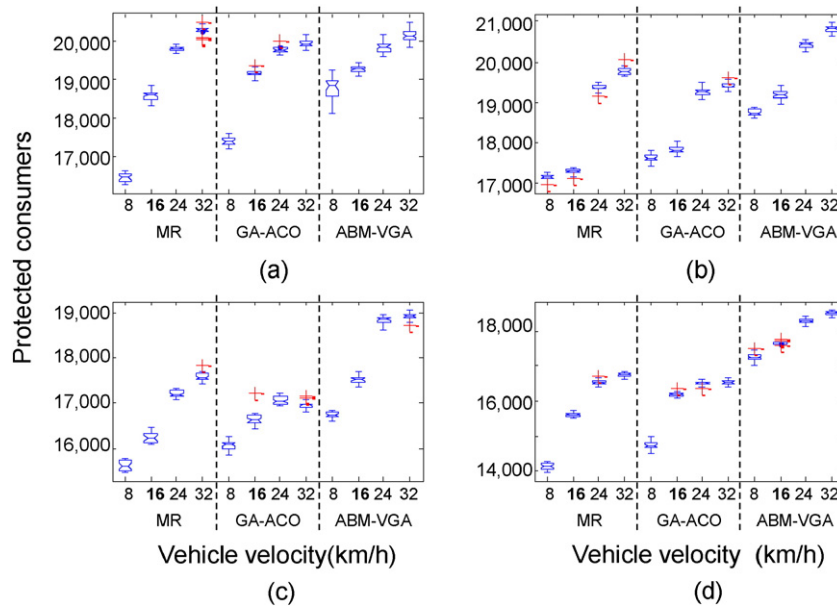 Protected consumers
20,000
19,000
18,000
17,000
16,000
8 16 24 32 8 16 24 32 8 16 24 32
MR GA-ACO ABM-VGA
(a)
21,000
20,000
19,000
18,000
17,000
8 16 24 32 8 16 24 32 8 16 24 32
MR GA-ACO ABM-VGA
(b)
19,000
18,000
17,000
16,000
8 16 24 32 8 16 24 32 8 16 24 32
MR GA-ACO ABM-VGA
Vehicle velocity(km/h)
(c)
18,000
16,000
14,000
8 16 24 32 8 16 24 32 8 16 24 32
MR GA-ACO ABM-VGA
Vehicle velocity (km/h)
(d)